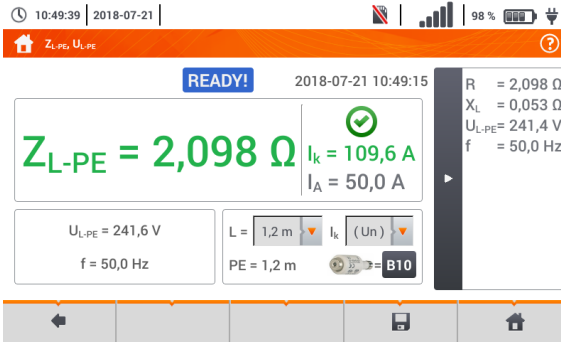 10:49:39 2018-07-21 98 %
ZL-PE, UL-PE ?
READY! 2018-07-21 10:49:15
ZL-PE = 2,098 Ω
Ik = 109,6 A
IA = 50,0 A
R = 2,098 Ω
XL = 0,053 Ω
UL-PE= 241,4 V
f = 50,0 Hz
UL-PE = 241,6 V
f = 50,0 Hz
L = 1,2 m Ik (Un)
PE = 1,2 m = B10